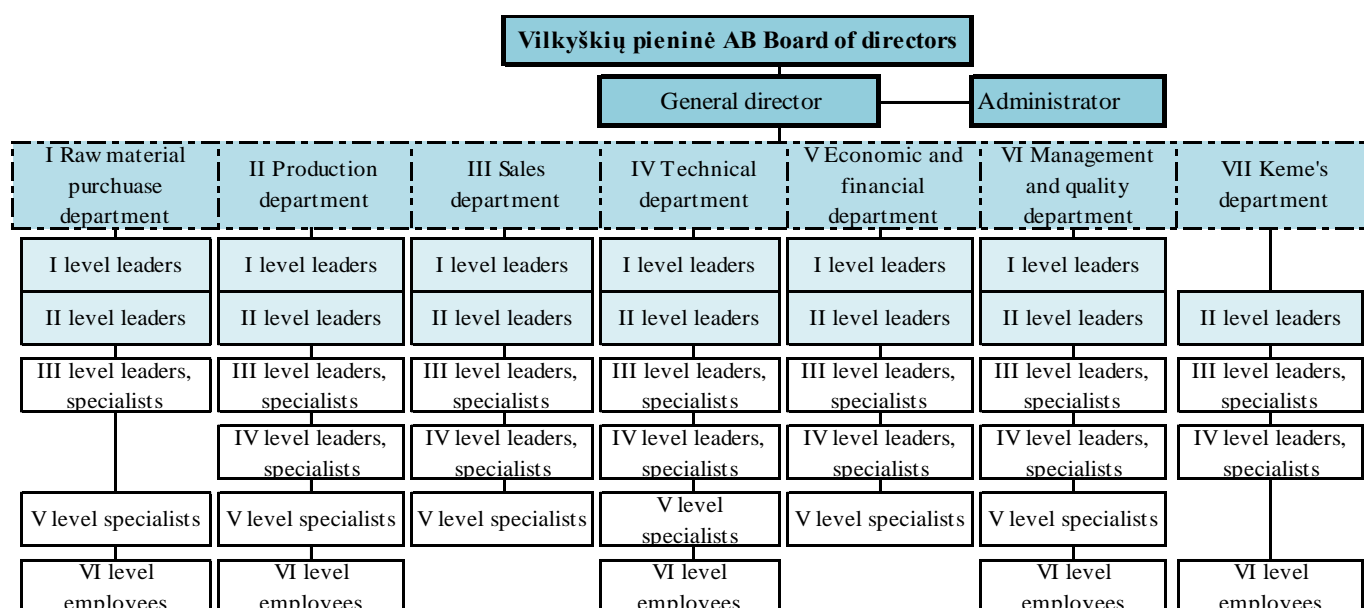 Vilkyškių pieninė AB Board of directors
General director
Administrator
I Raw material
purchuase
department
II Production
department
III Sales
department
IV Technical
department
V Economic and
financial
department
VI Management
and quality
department
VII Keme's
department
I level leaders
I level leaders
I level leaders
I level leaders
I level leaders
I level leaders
II level leaders
II level leaders
II level leaders
II level leaders
II level leaders
II level leaders
II level leaders
III level leaders,
specialists
III level leaders,
specialists
III level leaders,
specialists
III level leaders,
specialists
III level leaders,
specialists
III level leaders,
specialists
III level leaders,
specialists
IV level leaders,
specialists
IV level leaders,
specialists
IV level leaders,
specialists
IV level leaders,
specialists
IV level leaders,
specialists
IV level leaders,
specialists
V level specialists
V level specialists
V level specialists
V level
specialists
V level specialists
V level specialists
VI level
employees
VI level
employees
VI level
employees
VI level
employees
VI level
employees